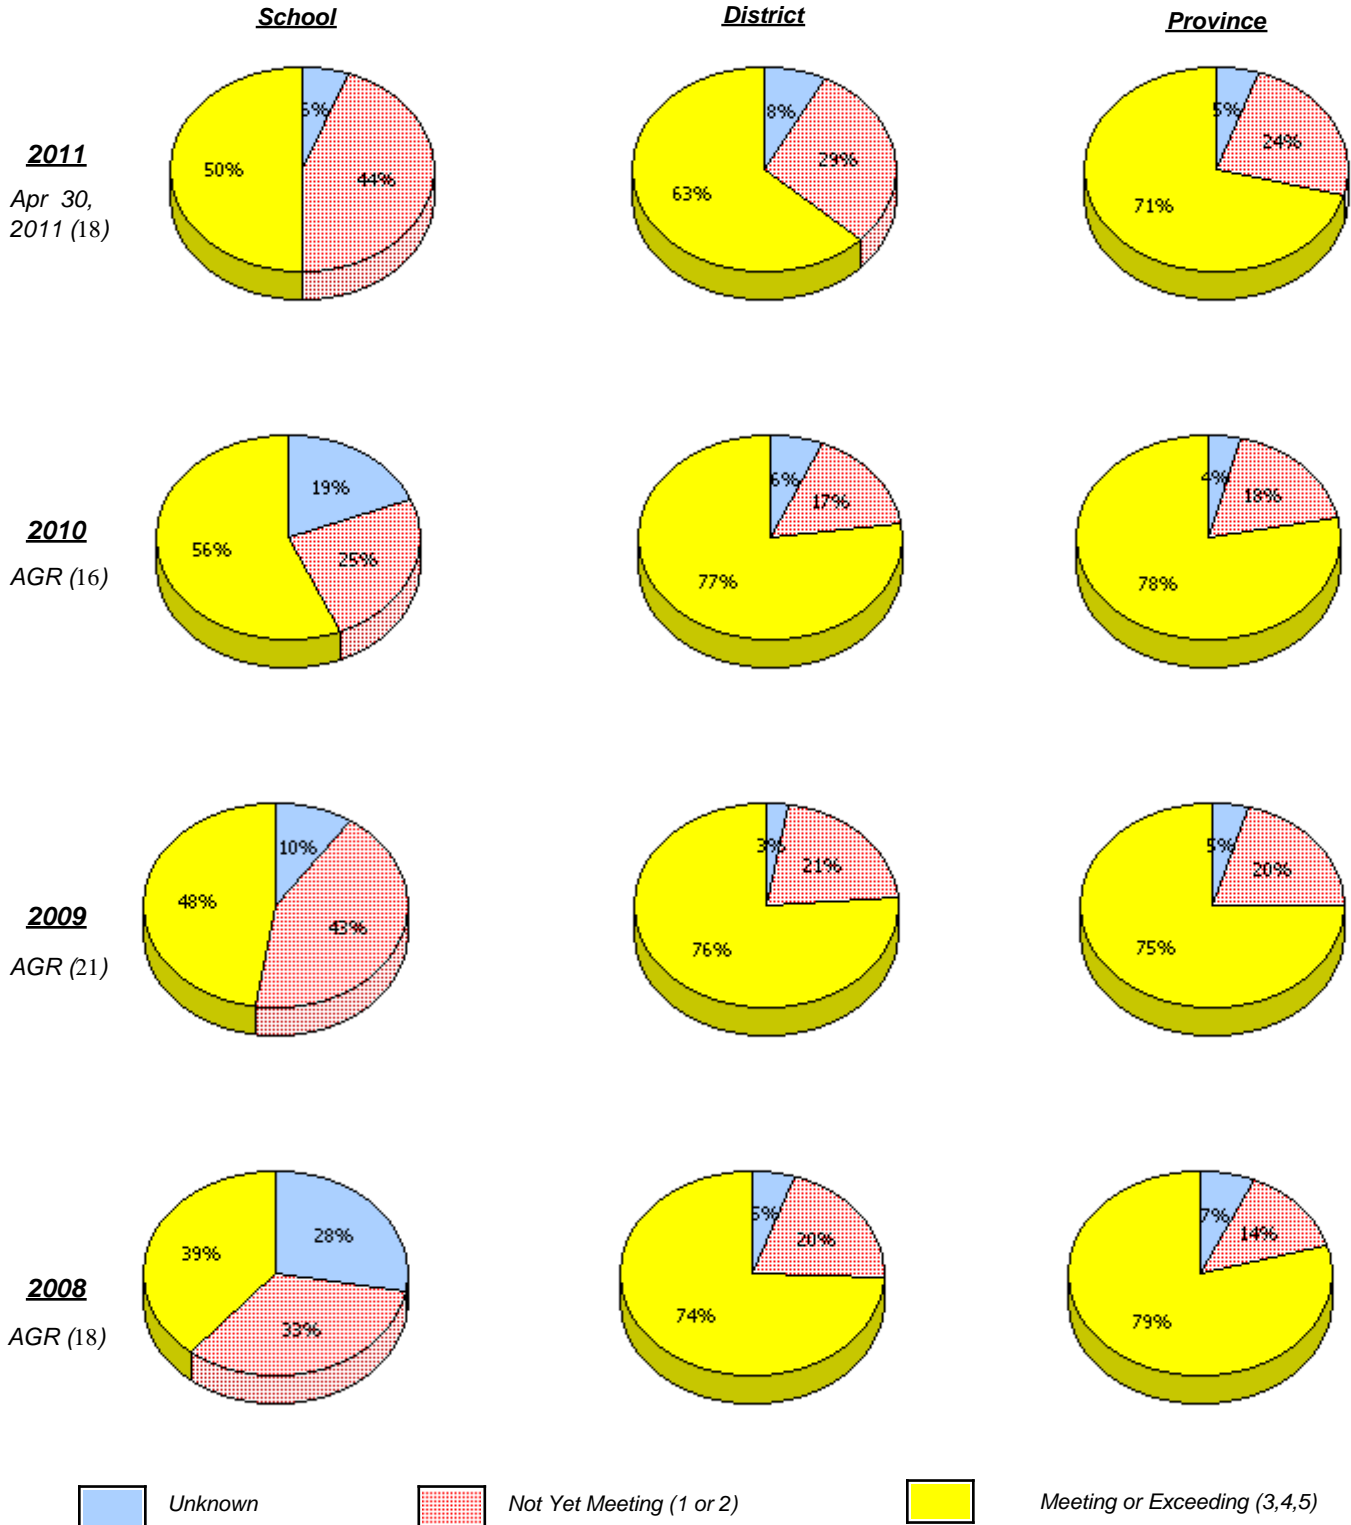 School District Province
5% 8% 5%
44% 29% 24%
50% 63% 71%
2011
Apr 30,
2011 (18)
19% 6% 4%
25% 17% 18%
56% 77% 78%
2010
AGR (16)
10% 3% 5%
43% 21% 20%
48% 76% 75%
2009
AGR (21)
28% 5% 7%
33% 20% 14%
39% 74% 79%
2008
AGR (18)
Unknown Not Yet Meeting (1 or 2) Meeting or Exceeding (3,4,5)